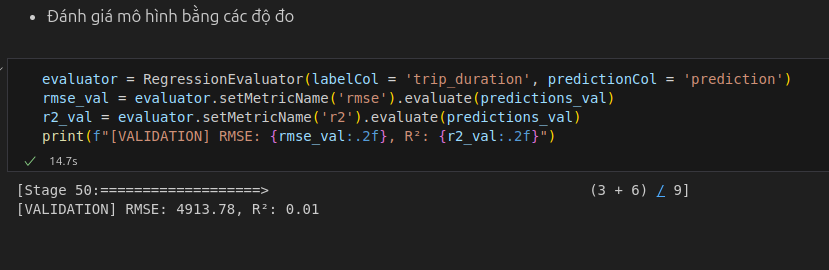 • Đánh giá mô hình bằng các độ đo
evaluator = RegressionEvaluator(labelCol = 'trip_duration', predictionCol = 'prediction')
rmse_val = evaluator.setMetricName('rmse').evaluate(predictions_val)
r2_val = evaluator.setMetricName('r2').evaluate(predictions_val)
print(f"[VALIDATION] RMSE: {rmse_val:.2f}, R²: {r2_val:.2f}")
✓ 14.7s
[Stage 50:===================> (3 + 6) / 9]
[VALIDATION] RMSE: 4913.78, R²: 0.01